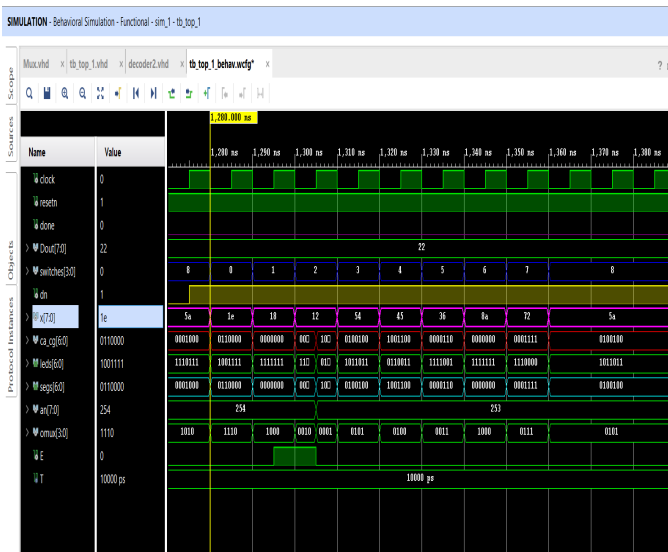 SIMULATION - Behavioral Simulation - Functional - sim_1 - tb_top_1
Mux.vhd × tb_top_1.vhd × decoder2.vhd × tb_top_1_behav.wcfg* × ?
Scope
Sources
Objects
Protocol Instances
1,280.000 ns
Name Value
1,280 ns 1,290 ns 1,300 ns 1,310 ns 1,320 ns 1,330 ns 1,340 ns 1,350 ns 1,360 ns 1,370 ns 1,380 ns
clock 0
resetn 1
done 0
Dout[7:0] 22 22
switches[3:0] 0 8 0 1 2 3 4 5 6 7 8
dn 1
x[7:0] 1e 5a 1e 18 12 54 45 36 8a 72 5a
ca_cg[6:0] 0110000 0001000 0110000 0000000 00 10 0100100 1001100 0000110 0000000 0001111 0100100
leds[6:0] 1001111 1110111 1001111 1111111 11 01 1011011 0110011 1111001 1111111 1110000 1011011
segs[6:0] 0110000 0001000 0110000 0000000 00 10 0100100 1001100 0000110 0000000 0001111 0100100
an[7:0] 254 254 253
omux[3:0] 1110 1010 1110 1000 0010 0001 0101 0100 0011 1000 0111 0101
E 0
T 10000 ps 10000 ps